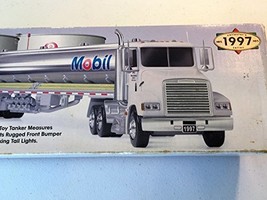 1997
Mobil
Toy Tanker Measures
ts Rugged Front Bumper
king Tail Lights.
1997